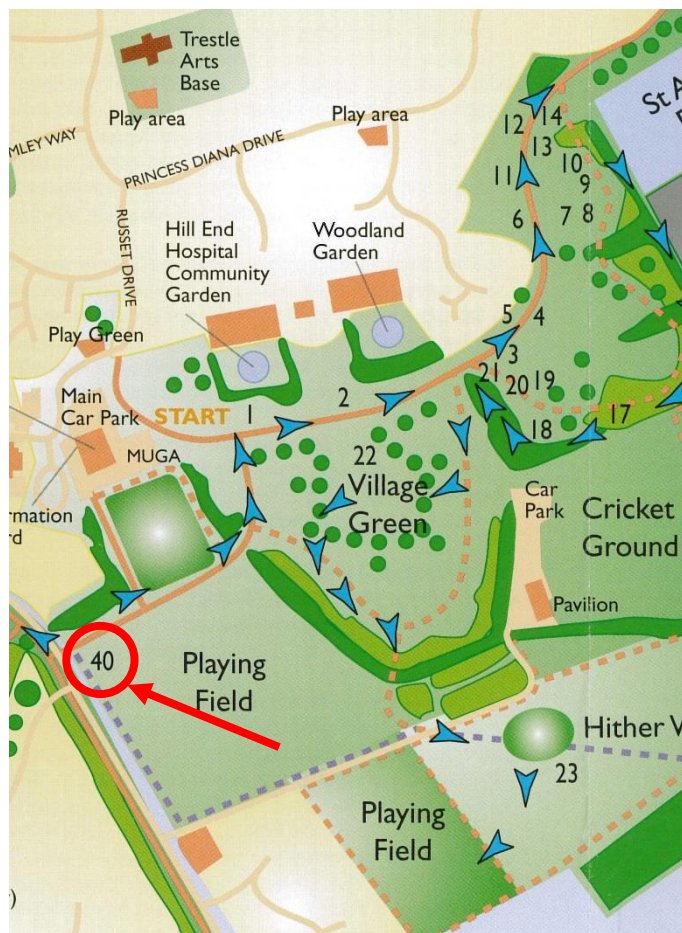 Trestle
Arts
Base
Play area
Play area
MLEY WAY
PRINCESS DIANA DRIVE
RUSSET DRIVE
St A
12
14
13
11
10
9
6
7
8
Hill End
Hospital
Community
Garden
Woodland
Garden
5
4
3
Play Green
Main
Car Park
START
1
2
21
20
19
18
17
MUGA
22
Village
Green
Car
Park
Cricket
Ground
rmation
rd
Pavilion
40
Playing
Field
Hither W
23
Playing
Field
)